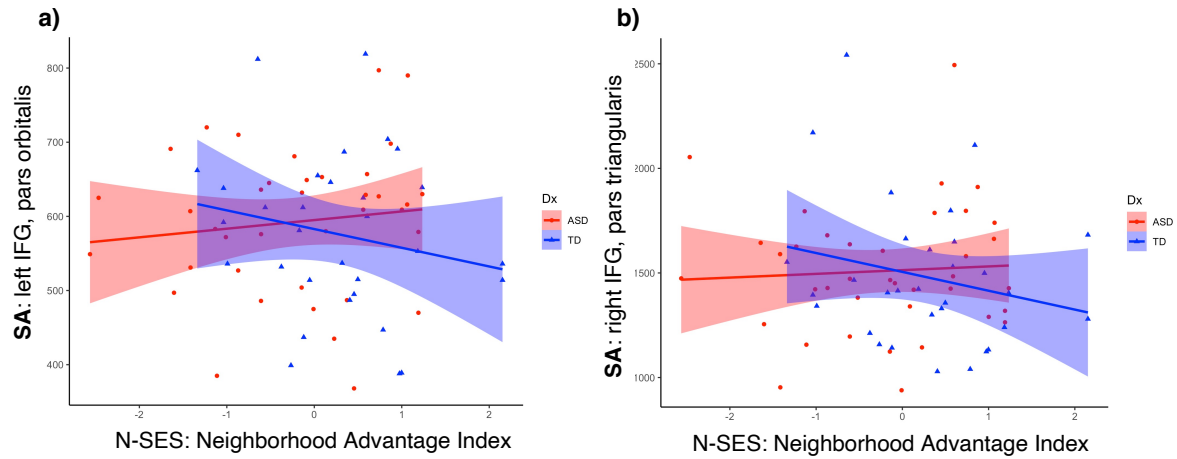 a)
SA: left IFG, pars orbitalis
800
700
600
500
400
-2
-1
0
1
2
N-SES: Neighborhood Advantage Index
Dx
ASD
TD
b)
SA: right IFG, pars triangularis
2500
2000
1500
1000
-2
-1
0
1
2
N-SES: Neighborhood Advantage Index
Dx
ASD
TD